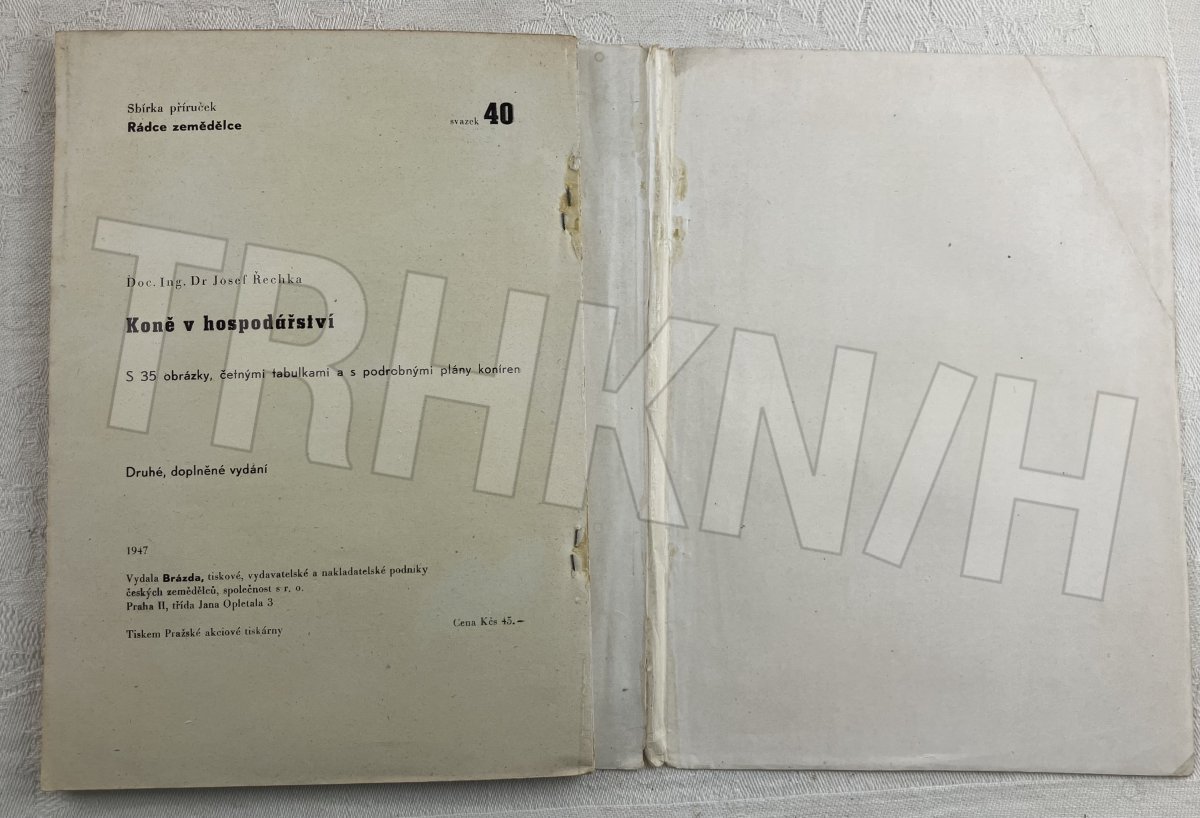 Sbírka příruček
Rádce zemědělce
svazek 40
Doc. Ing. Dr Josef Řechka
Koně v hospodářství
S 35 obrázky, četnými tabulkami a s podrobnými plány koníren
Druhé, doplněné vydání
1947
Vydala Brázda, tiskové, vydavatelské a nakladatelské podniky
českých zemědělců, společnost s r. o.
Praha II, třída Jana Opletala 3
Cena Kčs 45.–
Tiskem Pražské akciové tiskárny
TRHKNIH